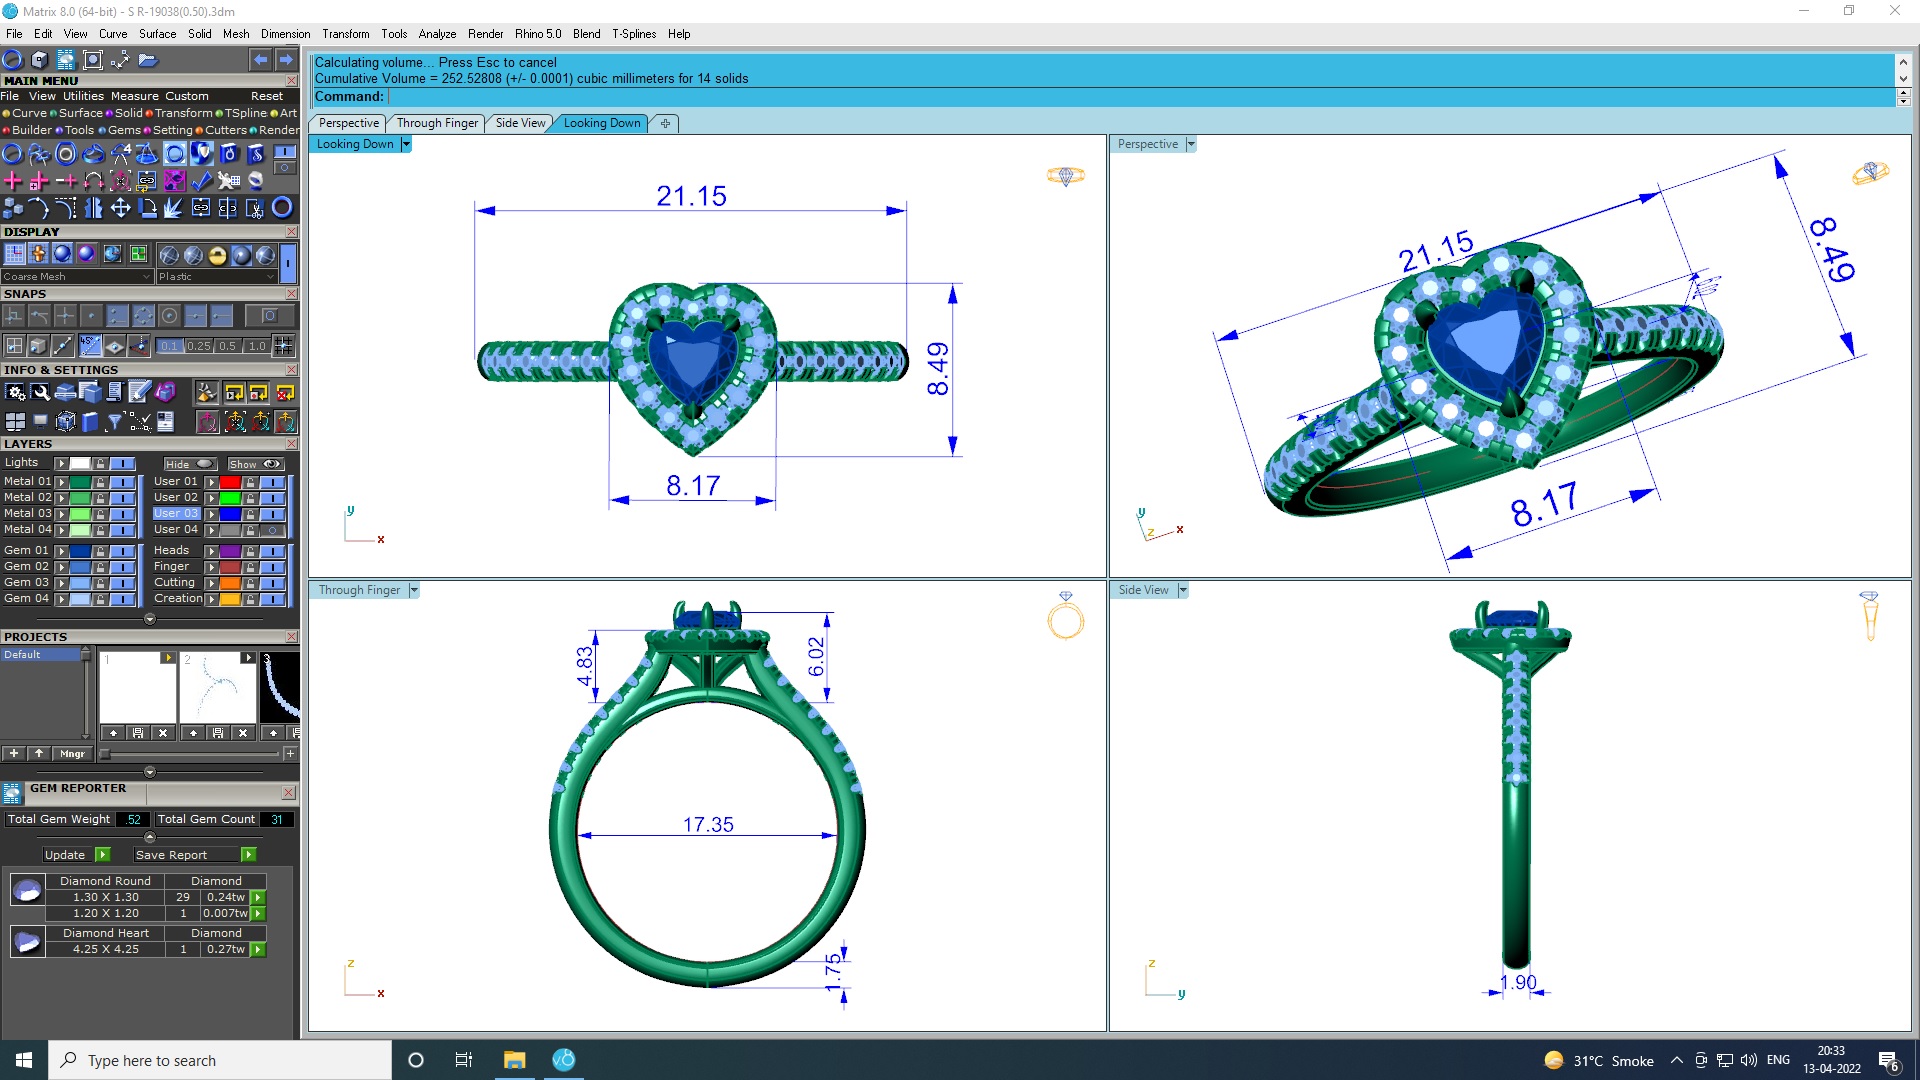 Matrix 8.0 (64-bit) - S R-19038(0.50).3dm
File Edit View Curve Surface Solid Mesh Dimension Transform Tools Analyze Render Rhino 5.0 Blend T-Splines Help
Calculating volume... Press Esc to cancel
Cumulative Volume = 252.52808 (+/- 0.0001) cubic millimeters for 14 solids
Command:
MAIN MENU
File View Utilities Measure Custom Reset
Curve Surface Solid Transform TSpline Art
Builder Tools Gems Setting Cutters Render
DISPLAY
Coarse Mesh Plastic
SNAPS
45°
0.1 0.25 0.5 1.0
INFO & SETTINGS
LAYERS
Lights Hide Show
Metal 01 User 01
Metal 02 User 02
Metal 03 User 03
Metal 04 User 04
Gem 01 Heads
Gem 02 Finger
Gem 03 Cutting
Gem 04 Creation
PROJECTS
Default
1 2 3
Mngr
GEM REPORTER
Total Gem Weight .52 Total Gem Count 31
Update Save Report
Diamond Round Diamond
1.30 X 1.30 29 0.24tw
1.20 X 1.20 1 0.007tw
Diamond Heart Diamond
4.25 X 4.25 1 0.27tw
Perspective Through Finger Side View Looking Down
Looking Down
21.15
8.49
8.17
y
x
Perspective
21.15
8.49
8.17
y
z
x
Through Finger
4.83
6.02
17.35
1.75
z
x
Side View
1.90
z
y
Type here to search
31°C Smoke
ENG
20:33
13-04-2022
6